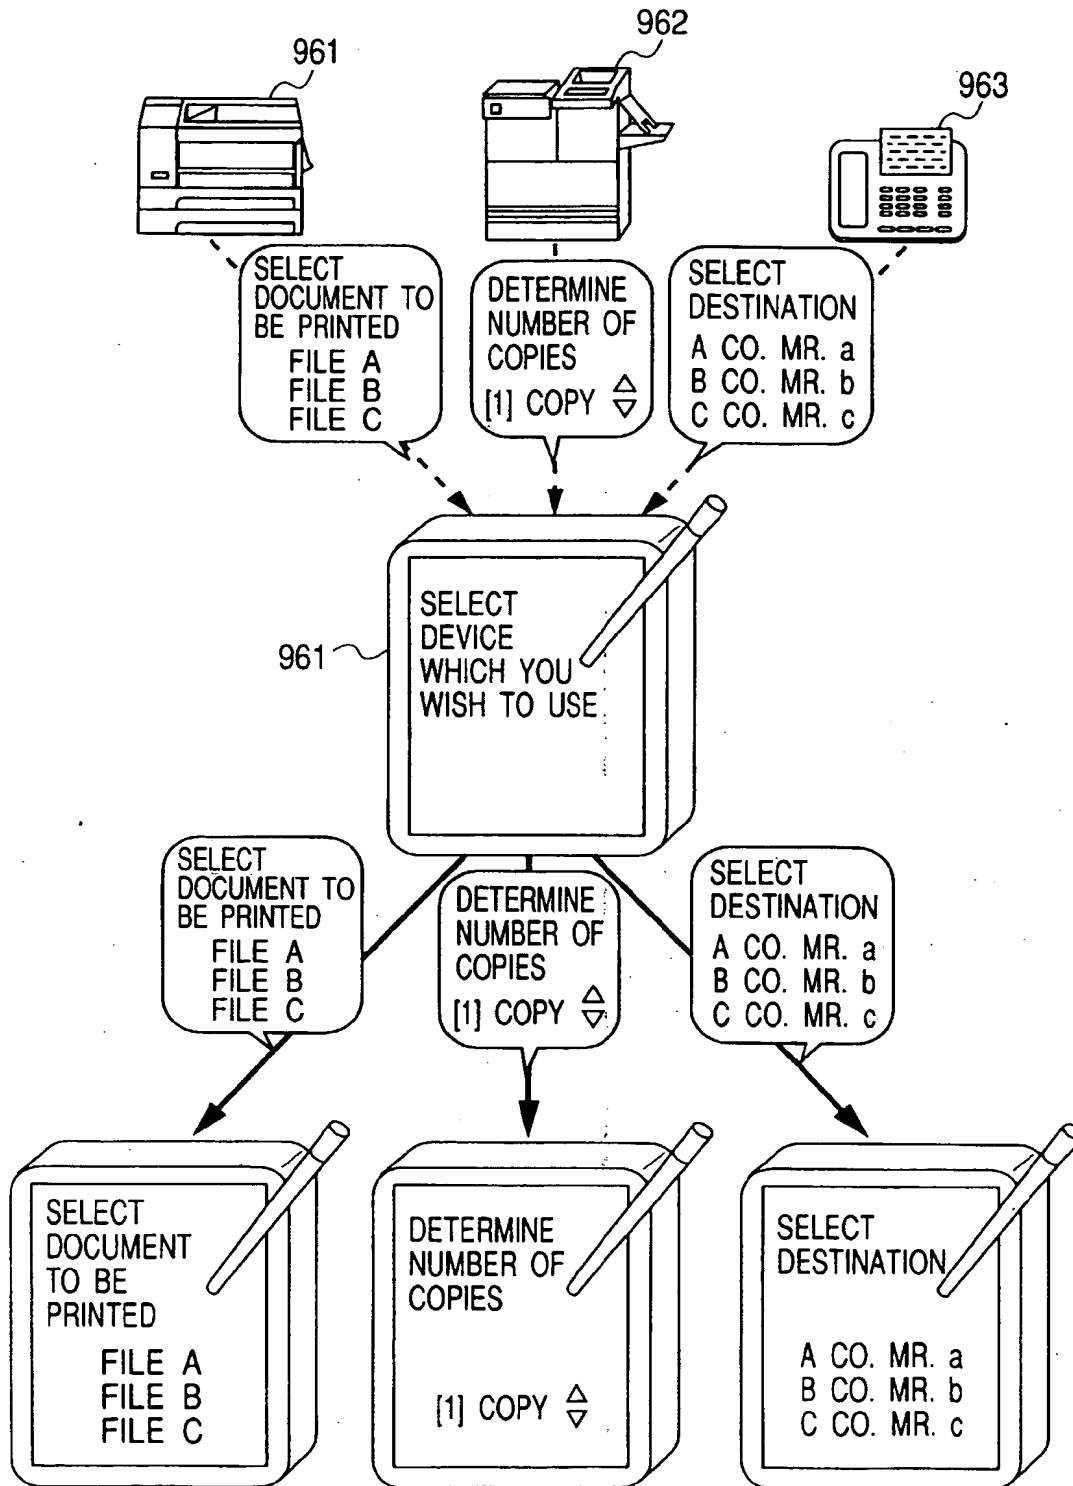 961
962
963
SELECT
DOCUMENT TO
BE PRINTED
FILE A
FILE B
FILE C
DETERMINE
NUMBER OF
COPIES
[1] COPY △▽
SELECT
DESTINATION
A CO. MR. a
B CO. MR. b
C CO. MR. c
961
SELECT
DEVICE
WHICH YOU
WISH TO USE
SELECT
DOCUMENT TO
BE PRINTED
FILE A
FILE B
FILE C
DETERMINE
NUMBER OF
COPIES
[1] COPY △▽
SELECT
DESTINATION
A CO. MR. a
B CO. MR. b
C CO. MR. c
SELECT
DOCUMENT
TO BE
PRINTED
FILE A
FILE B
FILE C
DETERMINE
NUMBER OF
COPIES
[1] COPY △▽
SELECT
DESTINATION
A CO. MR. a
B CO. MR. b
C CO. MR. c